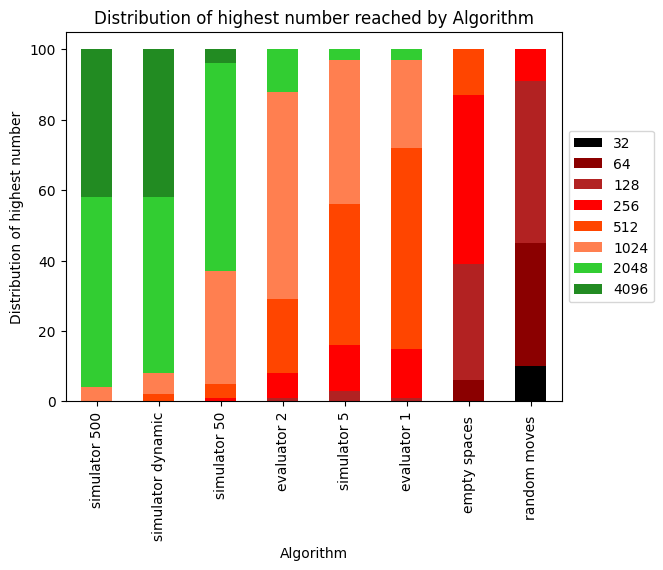 Distribution of highest number reached by Algorithm
Distribution of highest number
100
80
60
40
20
0
simulator 500
simulator dynamic
simulator 50
evaluator 2
simulator 5
evaluator 1
empty spaces
random moves
Algorithm
32
64
128
256
512
1024
2048
4096